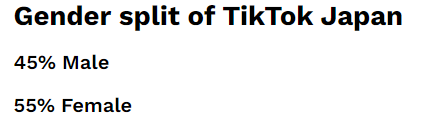 Gender split of TikTok Japan
45% Male
55% Female